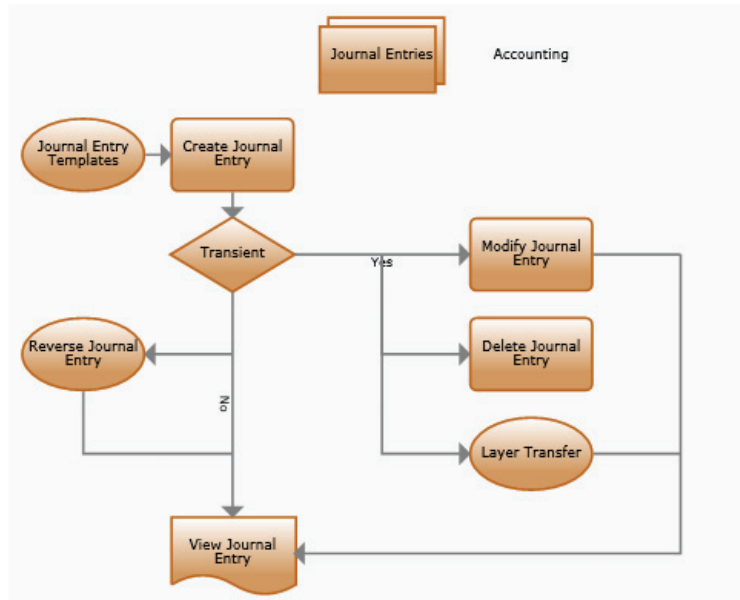 Journal Entries
Accounting
Journal Entry
Templates
Create Journal
Entry
Transient
Yes
Modify Journal
Entry
Reverse Journal
Entry
Delete Journal
Entry
No
Layer Transfer
View Journal
Entry